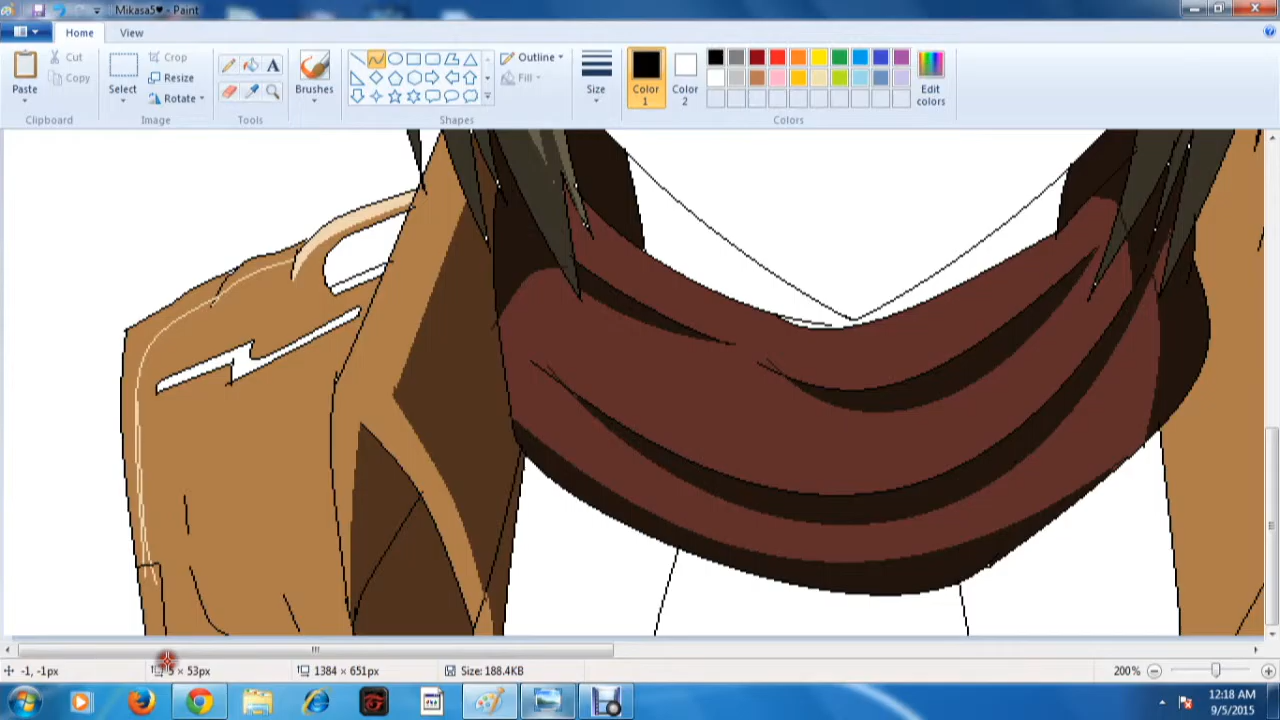 Mikasa5♥ - Paint
Home
View
Paste
Cut
Copy
Clipboard
Select
Crop
Resize
Rotate
Image
Tools
Brushes
Outline
Fill
Shapes
Size
Color 1
Color 2
Edit colors
Colors
-1, -1px
5 × 53px
1384 × 651px
Size: 188.4KB
200%
12:18 AM
9/5/2015